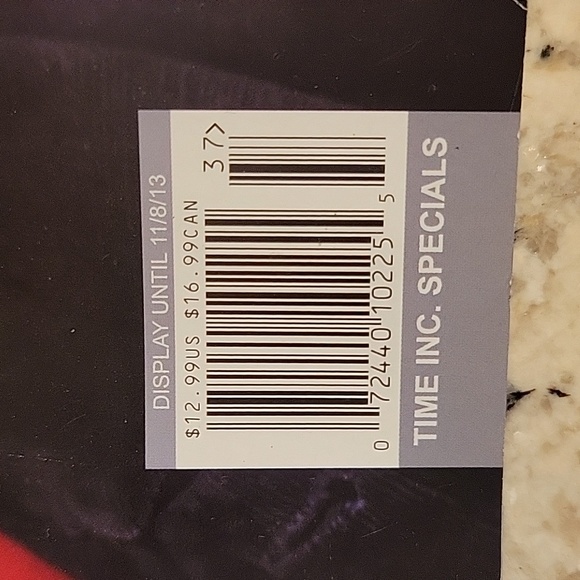 DISPLAY UNTIL 11/8/13
$12.99US $16.99CAN
37>
0 72440 10225 5
TIME INC. SPECIALS